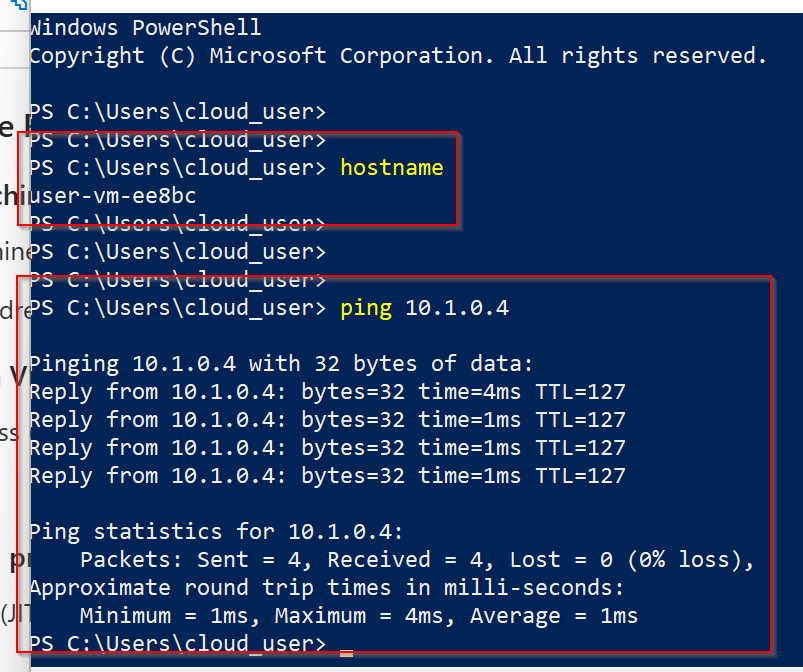 Windows PowerShell
Copyright (C) Microsoft Corporation. All rights reserved.
PS C:\Users\cloud_user>
PS C:\Users\cloud_user>
PS C:\Users\cloud_user> hostname
user-vm-ee8bc
PS C:\Users\cloud_user>
PS C:\Users\cloud_user>
PS C:\Users\cloud_user>
PS C:\Users\cloud_user> ping 10.1.0.4
Pinging 10.1.0.4 with 32 bytes of data:
Reply from 10.1.0.4: bytes=32 time=4ms TTL=127
Reply from 10.1.0.4: bytes=32 time=1ms TTL=127
Reply from 10.1.0.4: bytes=32 time=1ms TTL=127
Reply from 10.1.0.4: bytes=32 time=1ms TTL=127
Ping statistics for 10.1.0.4:
    Packets: Sent = 4, Received = 4, Lost = 0 (0% loss),
Approximate round trip times in milli-seconds:
    Minimum = 1ms, Maximum = 4ms, Average = 1ms
PS C:\Users\cloud_user>